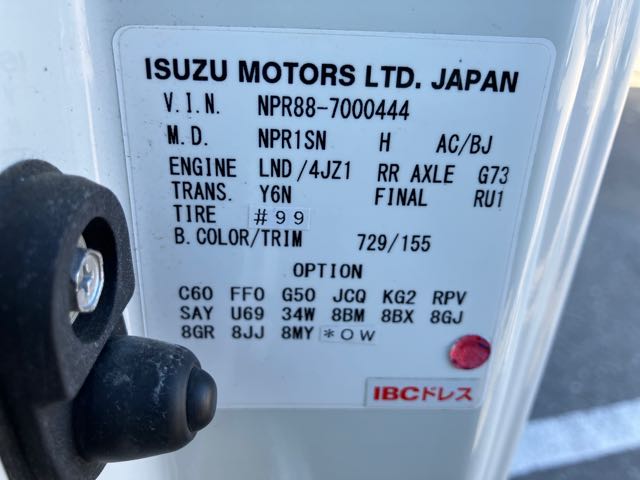 ISUZU MOTORS LTD. JAPAN
V.I.N. NPR88-7000444
M.D. NPR1SN H AC/BJ
ENGINE LND/4JZ1 RR AXLE G73
TRANS. Y6N FINAL RU1
TIRE #99
B.COLOR/TRIM 729/155
OPTION
C60 FF0 G50 JCQ KG2 RPV
SAY U69 34W 8BM 8BX 8GJ
8GR 8JJ 8MY *OW
IBCドレス